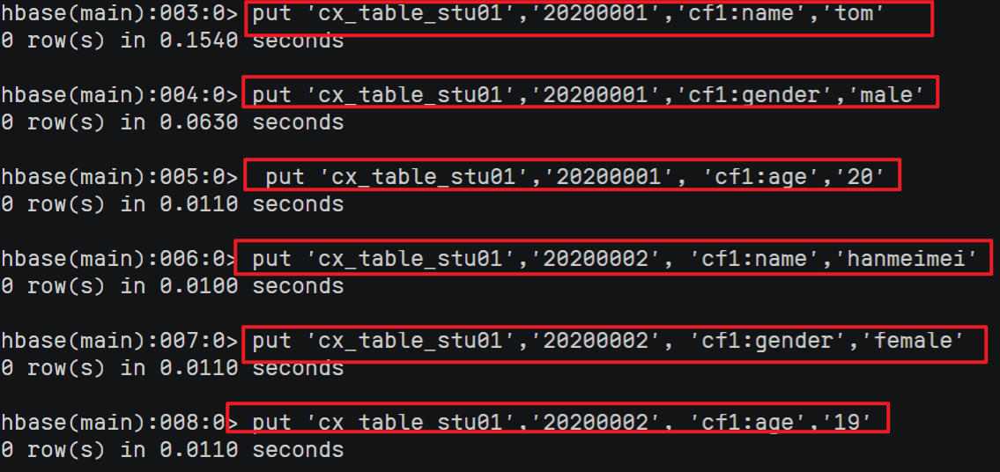 hbase(main):003:0> put 'cx_table_stu01','20200001','cf1:name','tom'
0 row(s) in 0.1540 seconds
hbase(main):004:0> put 'cx_table_stu01','20200001','cf1:gender','male'
0 row(s) in 0.0630 seconds
hbase(main):005:0>  put 'cx_table_stu01','20200001', 'cf1:age','20'
0 row(s) in 0.0110 seconds
hbase(main):006:0> put 'cx_table_stu01','20200002', 'cf1:name','hanmeimei'
0 row(s) in 0.0100 seconds
hbase(main):007:0> put 'cx_table_stu01','20200002', 'cf1:gender','female'
0 row(s) in 0.0110 seconds
hbase(main):008:0> put 'cx_table_stu01','20200002', 'cf1:age','19'
0 row(s) in 0.0110 seconds